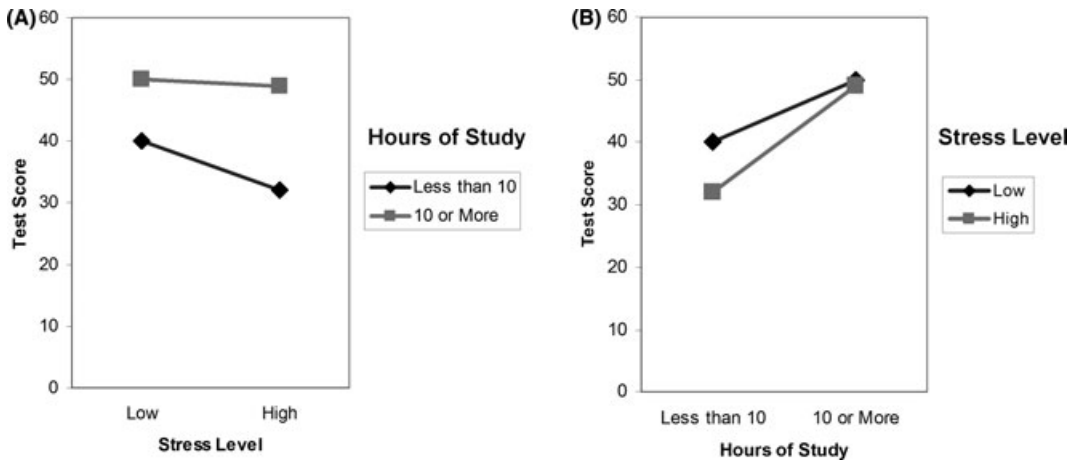 (A)
60
50
40
30
20
10
0
Test Score
Low High
Stress Level
Hours of Study
Less than 10
10 or More
(B)
60
50
40
30
20
10
0
Test Score
Less than 10 10 or More
Hours of Study
Stress Level
Low
High